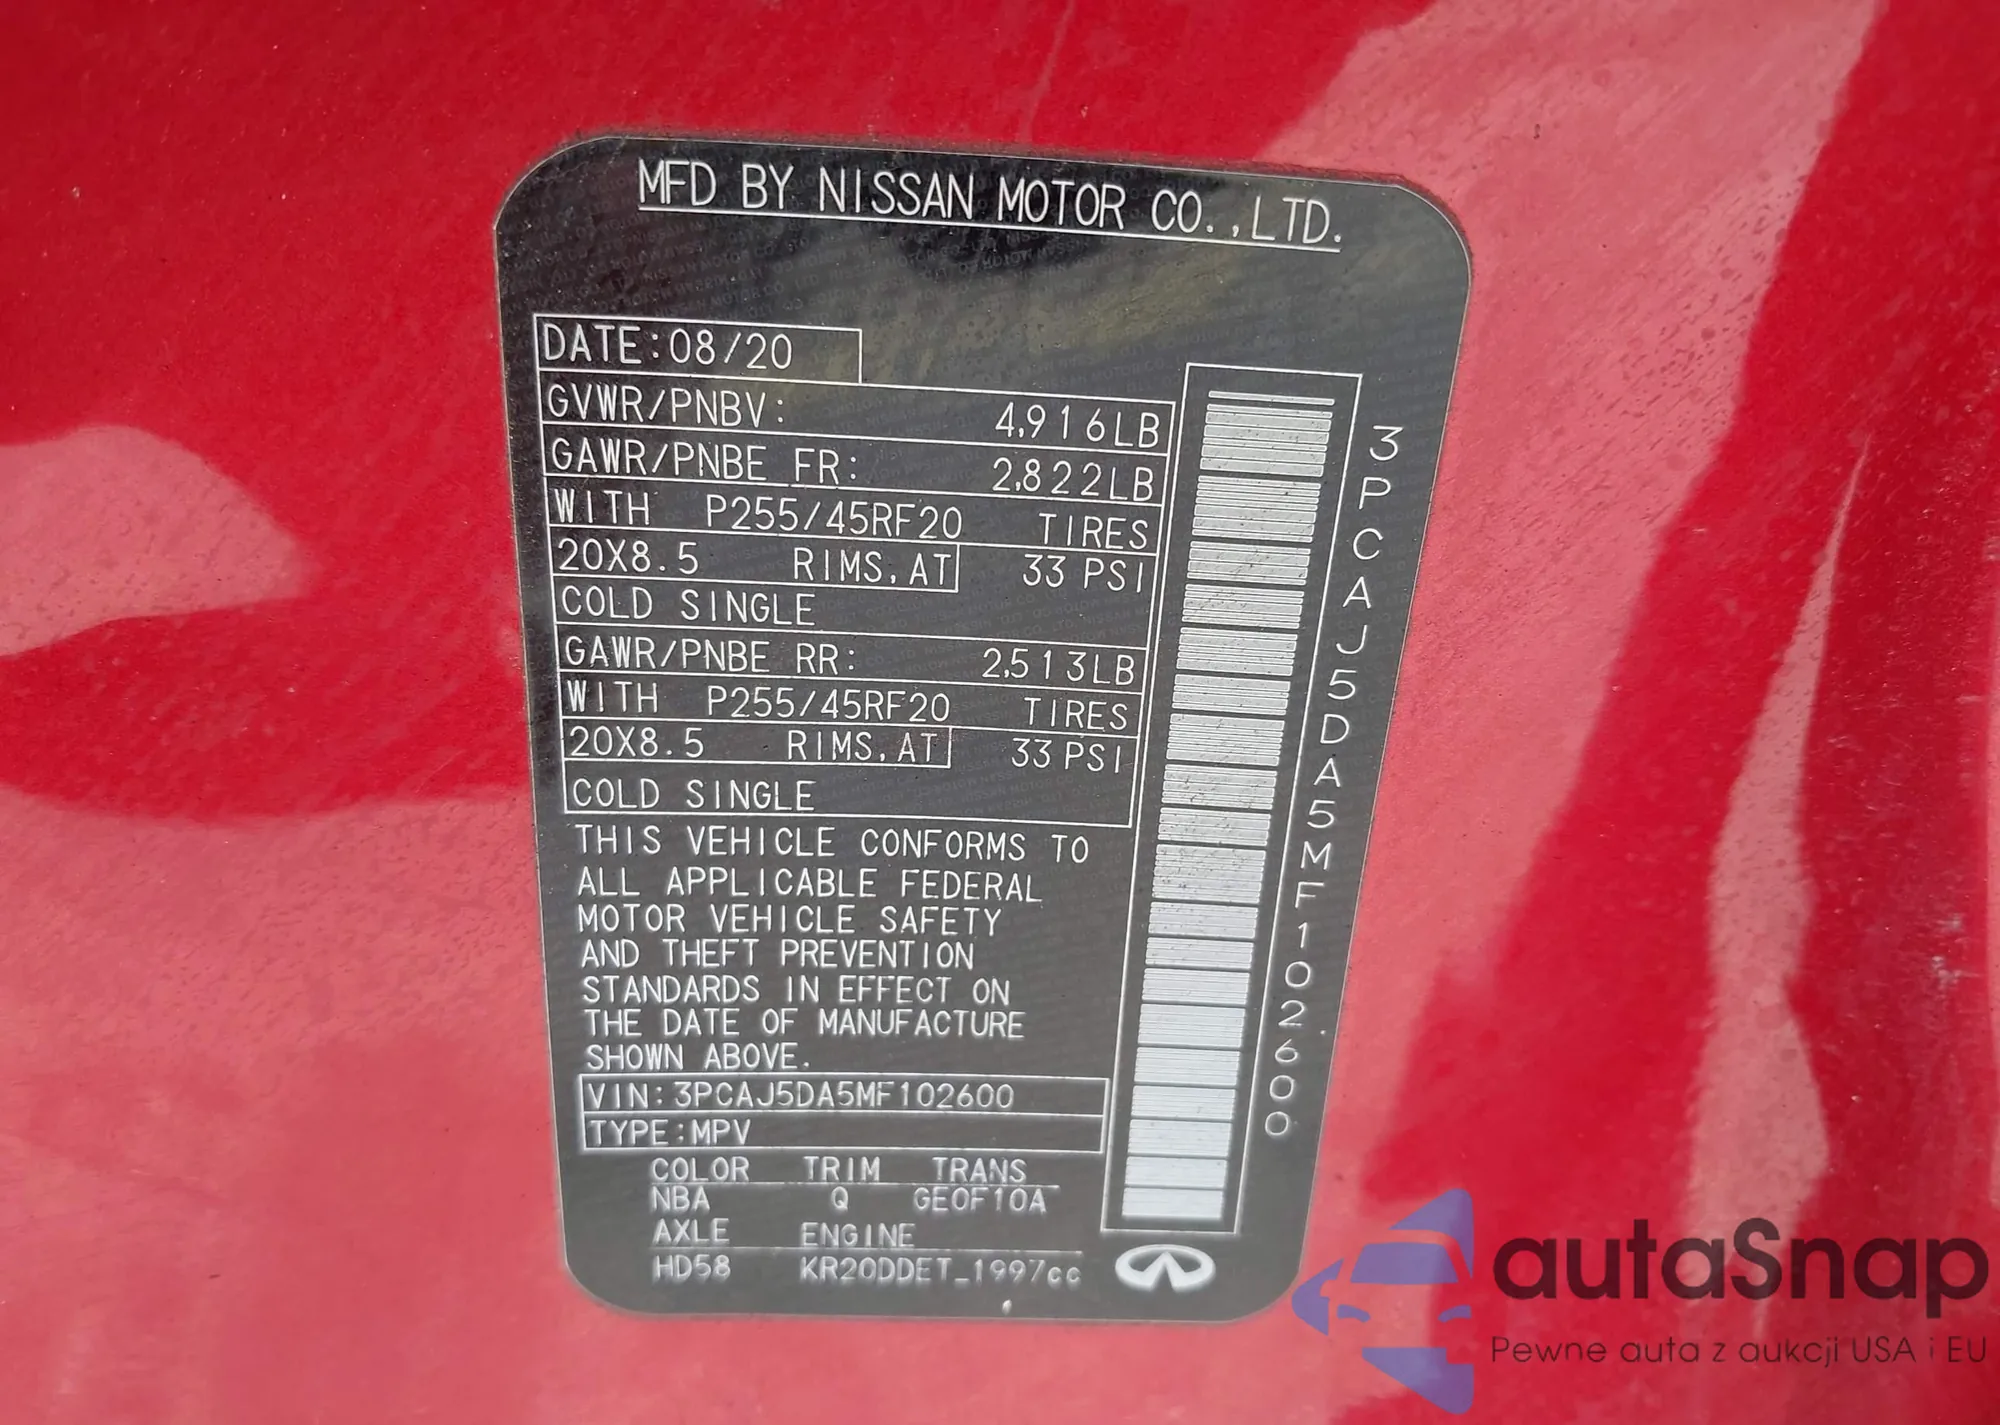 MFD BY NISSAN MOTOR CO.,LTD.
DATE:08/20
GVWR/PNBV: 4,916LB
GAWR/PNBE FR: 2,822LB
WITH P255/45RF20 TIRES
20X8.5 RIMS,AT 33 PSI
COLD SINGLE
GAWR/PNBE RR: 2,513LB
WITH P255/45RF20 TIRES
20X8.5 RIMS,AT 33 PSI
COLD SINGLE
THIS VEHICLE CONFORMS TO
ALL APPLICABLE FEDERAL
MOTOR VEHICLE SAFETY
AND THEFT PREVENTION
STANDARDS IN EFFECT ON
THE DATE OF MANUFACTURE
SHOWN ABOVE.
VIN:3PCAJ5DA5MF102600
TYPE:MPV
COLOR TRIM TRANS
NBA Q GE0F10A
AXLE ENGINE
HD58 KR20DDET_1997cc
3PCAJ5DA5MF102600
autaSnap
Pewne auta z aukcji USA i EU